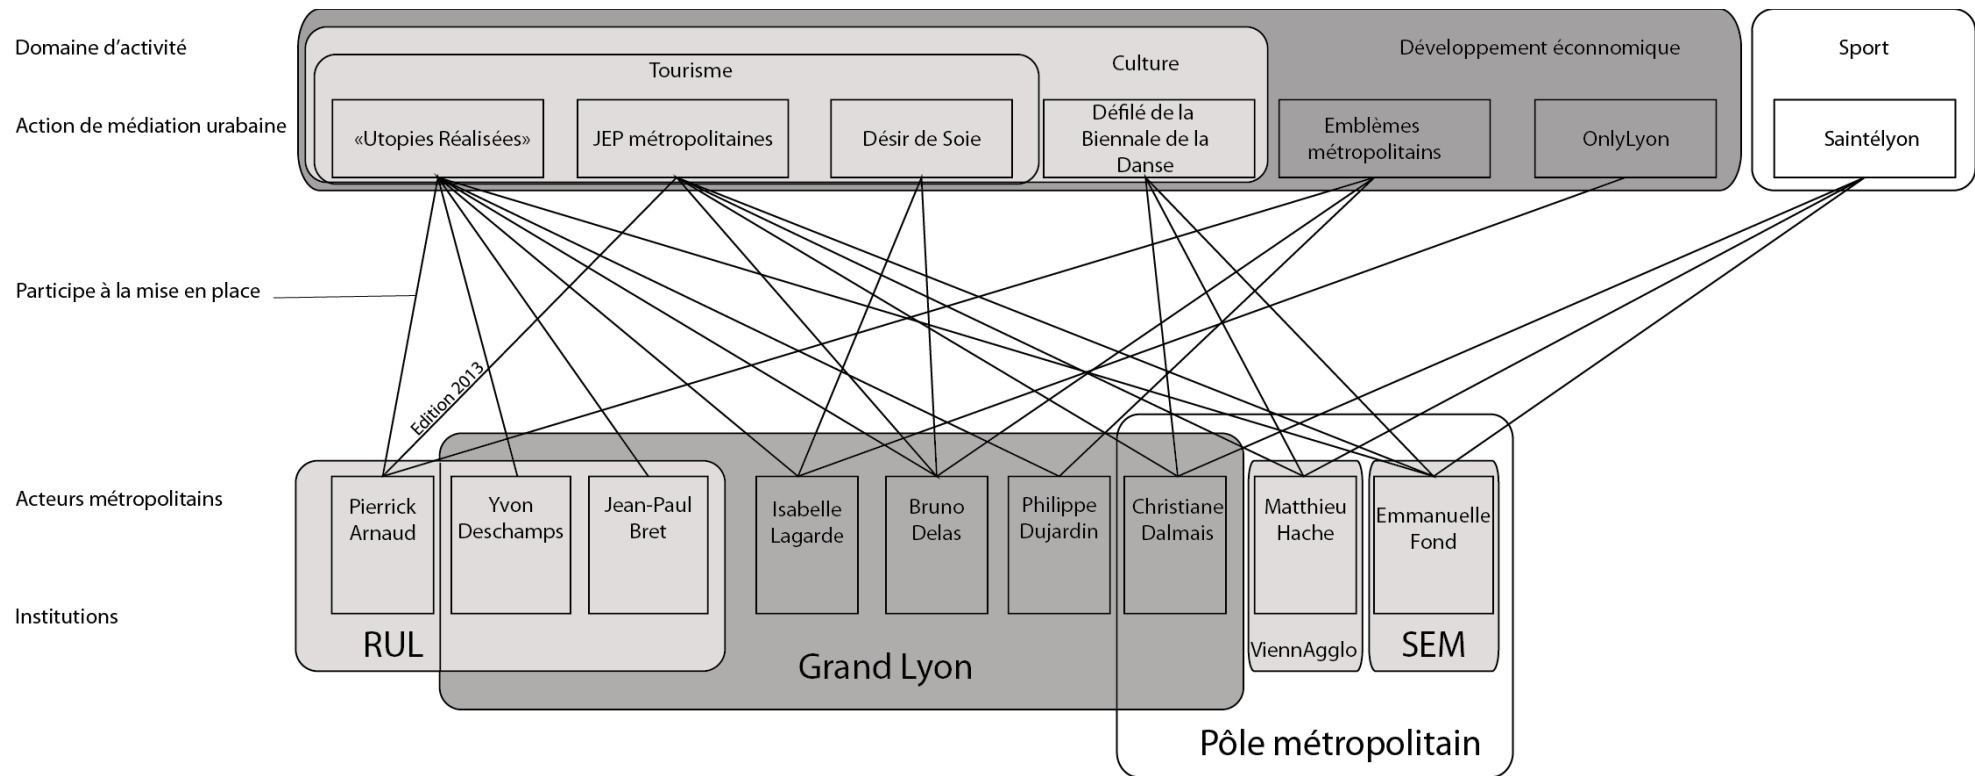 Domaine d'activité
Tourisme
Culture
Développement éconnomique
Sport
Action de médiation urabaine
«Utopies Réalisées»
JEP métropolitaines
Désir de Soie
Défilé de la
Biennale de la
Danse
Emblèmes
métropolitains
OnlyLyon
Saintélyon
Participe à la mise en place
Edition 2013
Acteurs métropolitains
Pierrick
Arnaud
Yvon
Deschamps
Jean-Paul
Bret
Isabelle
Lagarde
Bruno
Delas
Philippe
Dujardin
Christiane
Dalmais
Matthieu
Hache
Emmanuelle
Fond
Institutions
RUL
Grand Lyon
ViennAgglo
SEM
Pôle métropolitain